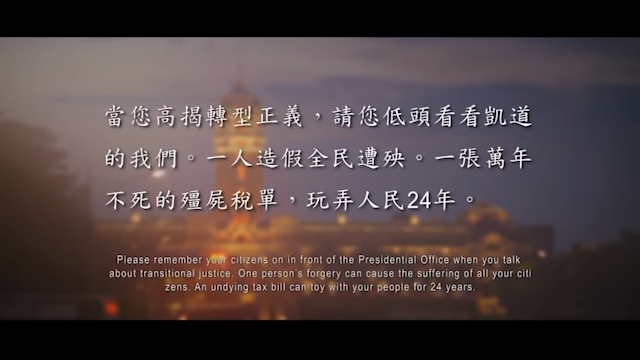 當您高揭轉型正義，請您低頭看看凱道
的我們。一人造假全民遭殃。一張萬年
不死的殭屍稅單，玩弄人民24年。
Please remember your citizens on in front of the Presidential Office when you talk
about transitional justice. One person's forgery can cause the suffering of all your citi
zens. An undying tax bill can toy with your people for 24 years.